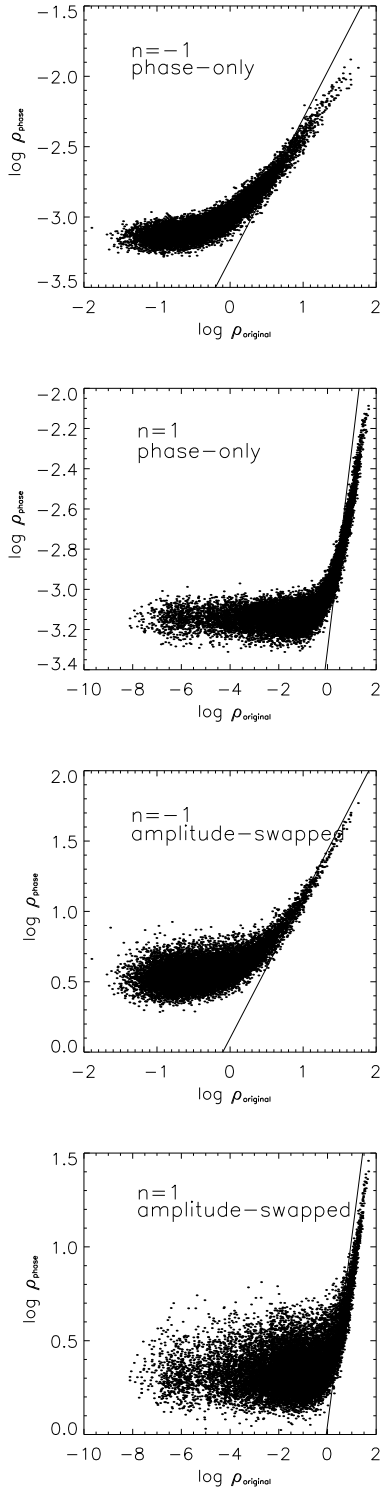 −1.5
n=−1
phase−only
−2.0
−2.5
−3.0
−3.5
log ρphase
−2 −1 0 1 2
log ρoriginal
−2.0
n=1
phase−only
−2.2
−2.4
−2.6
−2.8
−3.0
−3.2
−3.4
log ρphase
−10 −8 −6 −4 −2 0 2
log ρoriginal
2.0
n=−1
amplitude−swapped
1.5
1.0
0.5
0.0
log ρphase
−2 −1 0 1 2
log ρoriginal
1.5
n=1
amplitude−swapped
1.0
0.5
0.0
log ρphase
−10 −8 −6 −4 −2 0 2
log ρoriginal